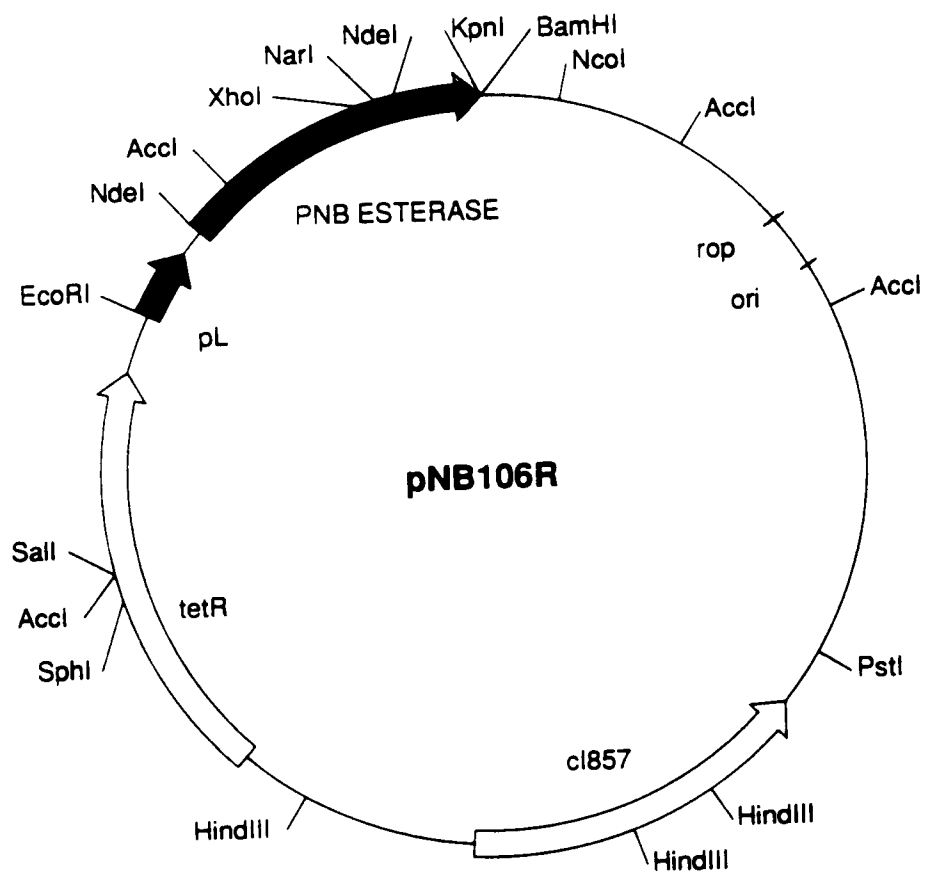 NdeI
KpnI
BamHI
NarI
NcoI
XhoI
AccI
AccI
NdeI
PNB ESTERASE
rop
EcoRI
ori
AccI
pL
pNB106R
SalI
tetR
AccI
SphI
PstI
cI857
HindIII
HindIII
HindIII